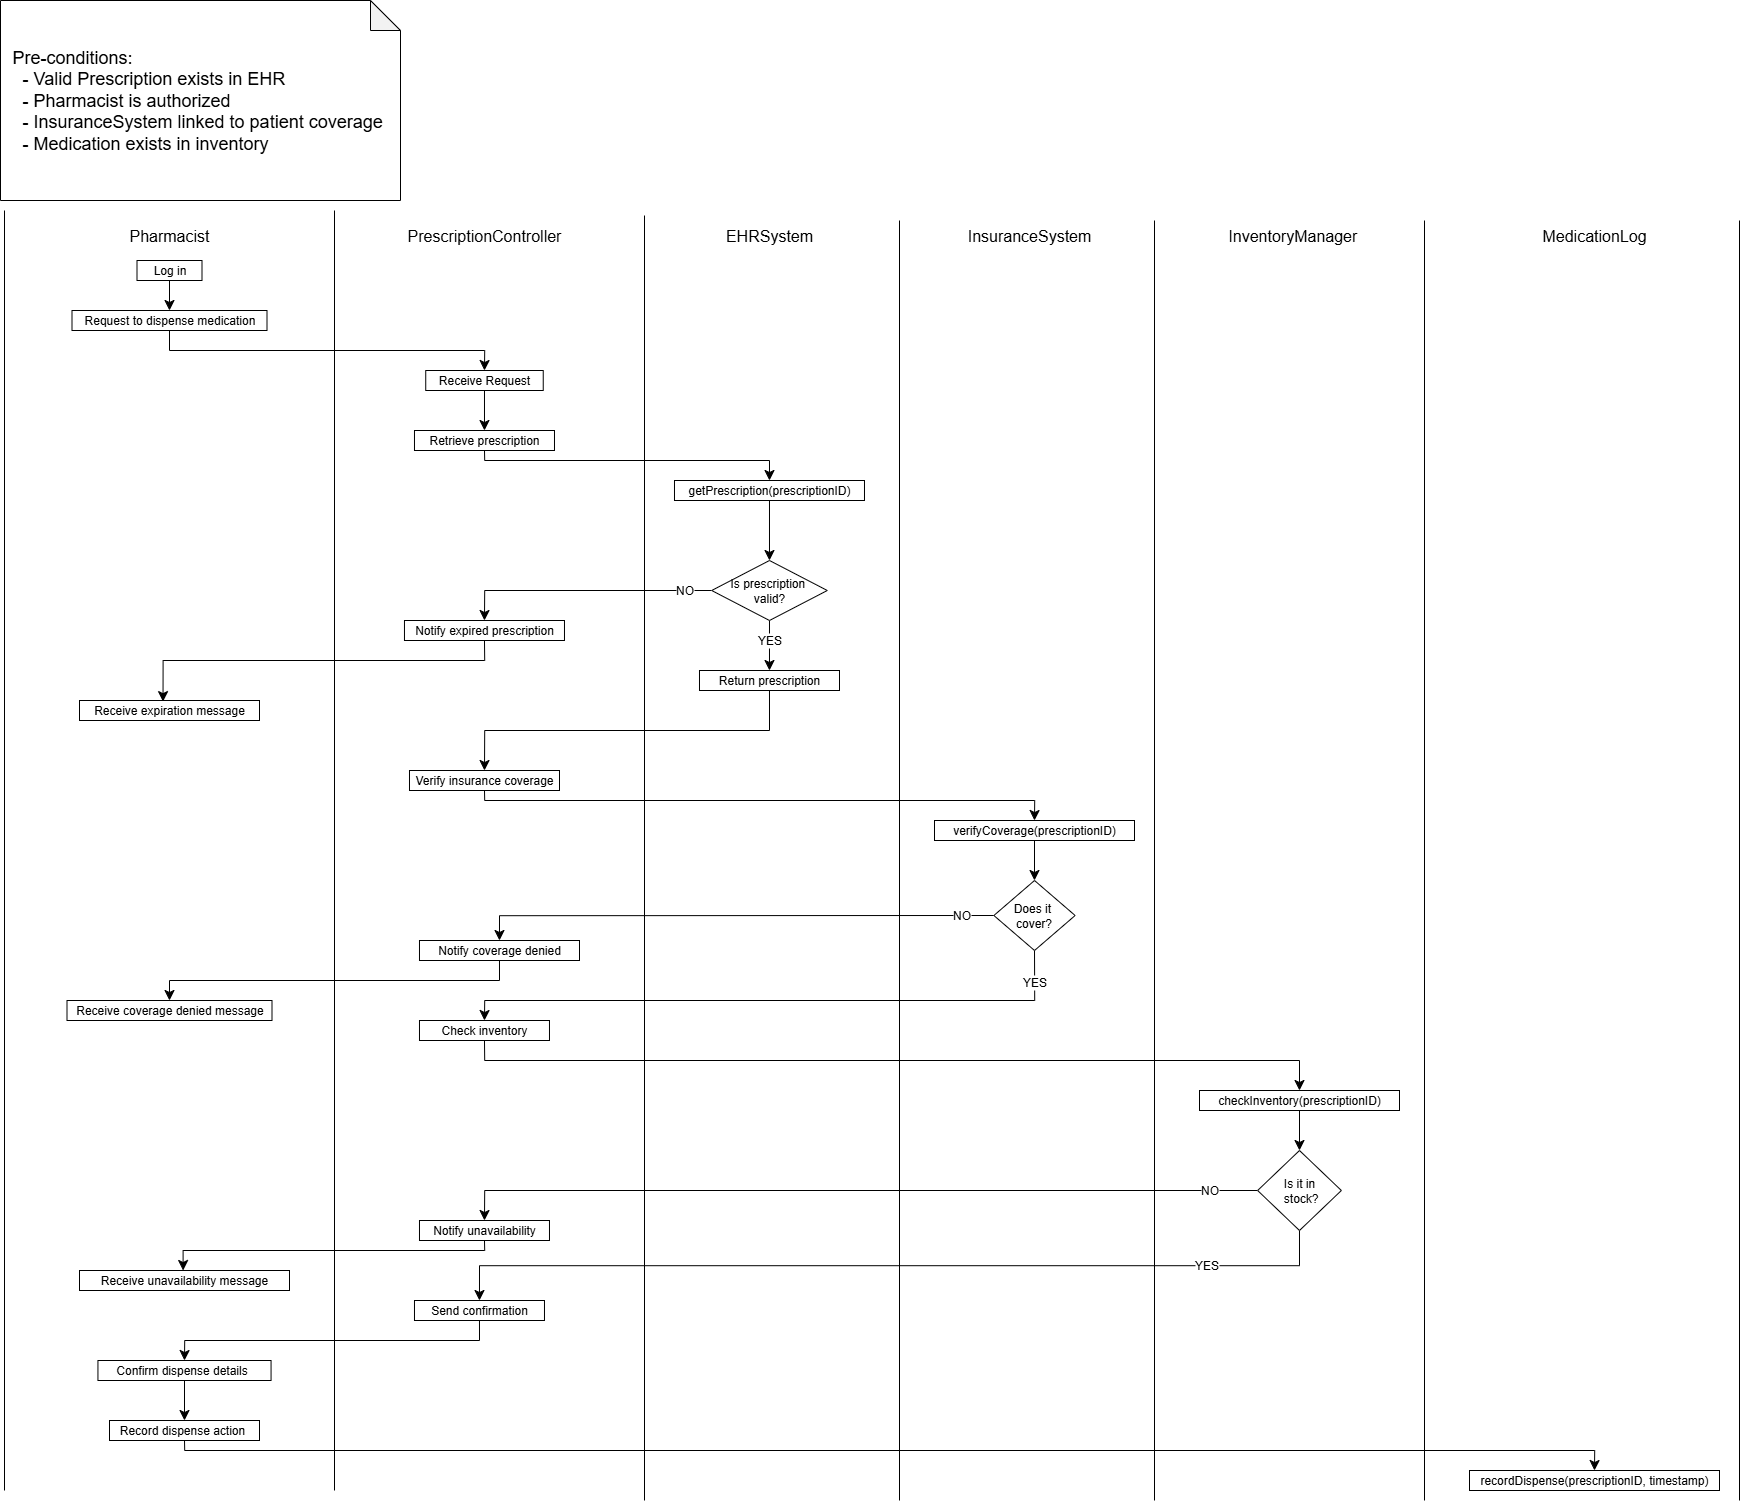 Pre-conditions:
- Valid Prescription exists in EHR
- Pharmacist is authorized
- InsuranceSystem linked to patient coverage
- Medication exists in inventory
Pharmacist
PrescriptionController
EHRSystem
InsuranceSystem
InventoryManager
MedicationLog
Log in
Request to dispense medication
Receive Request
Retrieve prescription
getPrescription(prescriptionID)
Is prescription
valid?
NO
Notify expired prescription
YES
Return prescription
Receive expiration message
Verify insurance coverage
verifyCoverage(prescriptionID)
Does it
cover?
NO
Notify coverage denied
YES
Receive coverage denied message
Check inventory
checkInventory(prescriptionID)
Is it in
stock?
NO
Notify unavailability
YES
Receive unavailability message
Send confirmation
Confirm dispense details
Record dispense action
recordDispense(prescriptionID, timestamp)